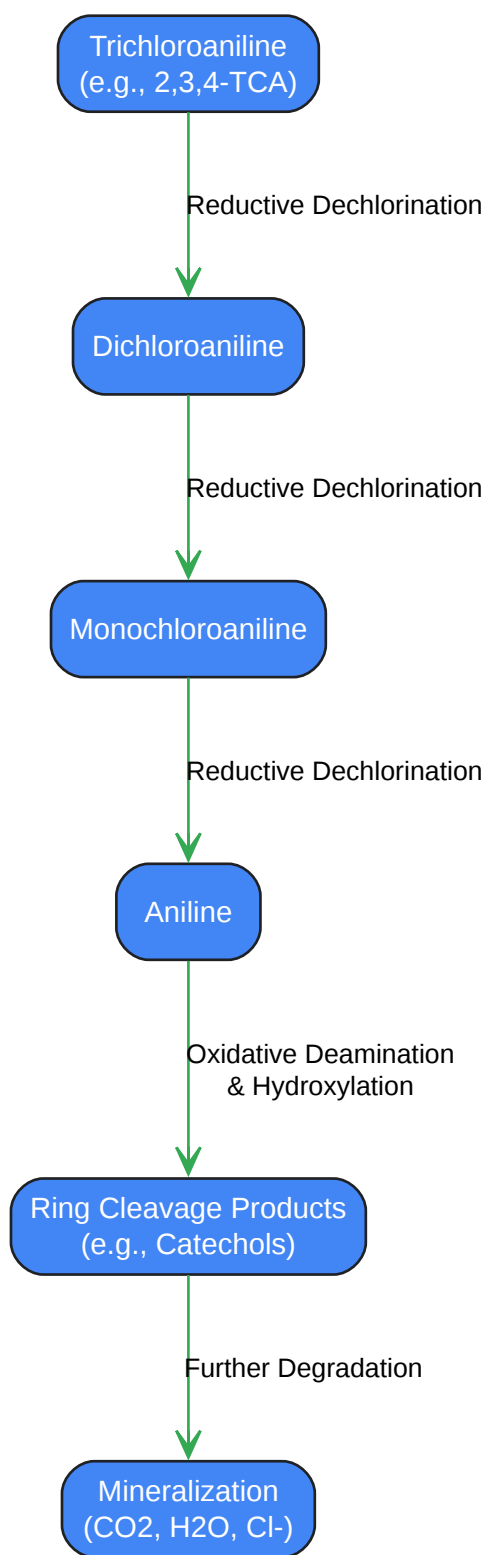 Trichloroaniline
(e.g., 2,3,4-TCA)
Reductive Dechlorination
Dichloroaniline
Reductive Dechlorination
Monochloroaniline
Reductive Dechlorination
Aniline
Oxidative Deamination
& Hydroxylation
Ring Cleavage Products
(e.g., Catechols)
Further Degradation
Mineralization
(CO2, H2O, Cl-)